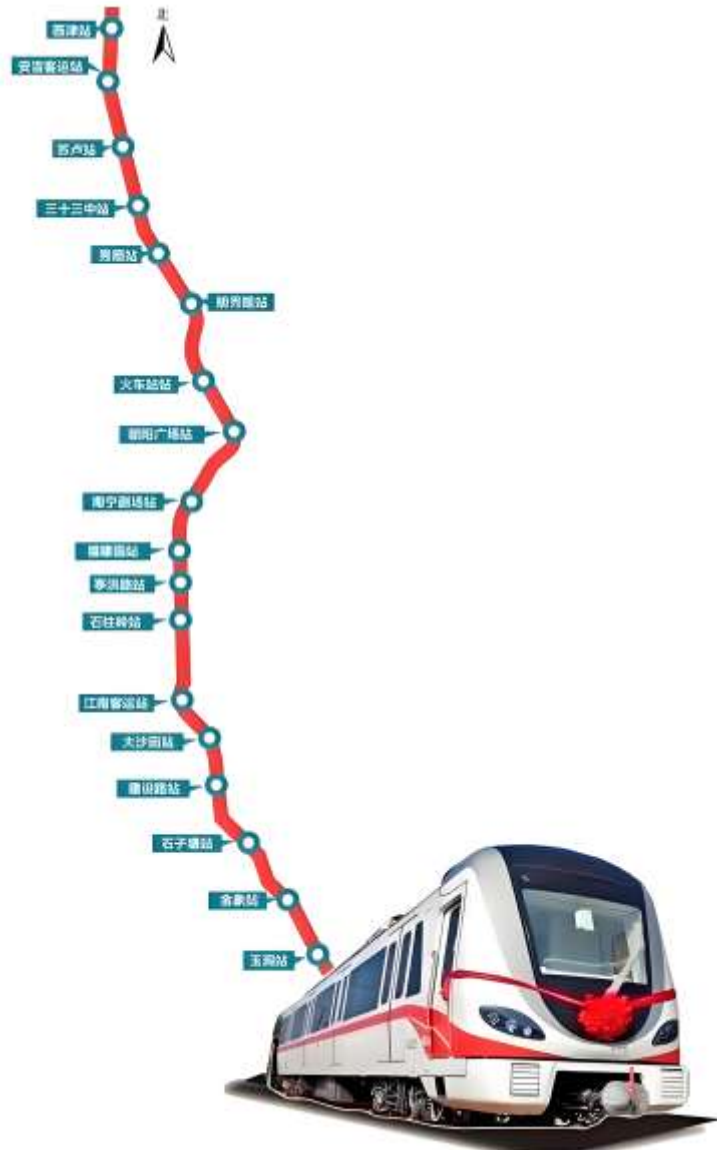 北
西津站
安吉客运站
苏卢站
三十三中站
秀厢站
明秀路站
火车站站
朝阳广场站
南宁剧场站
福建园站
亭洪路站
石柱岭站
江南客运站
大沙田站
建设路站
石子塘站
金象站
玉洞站